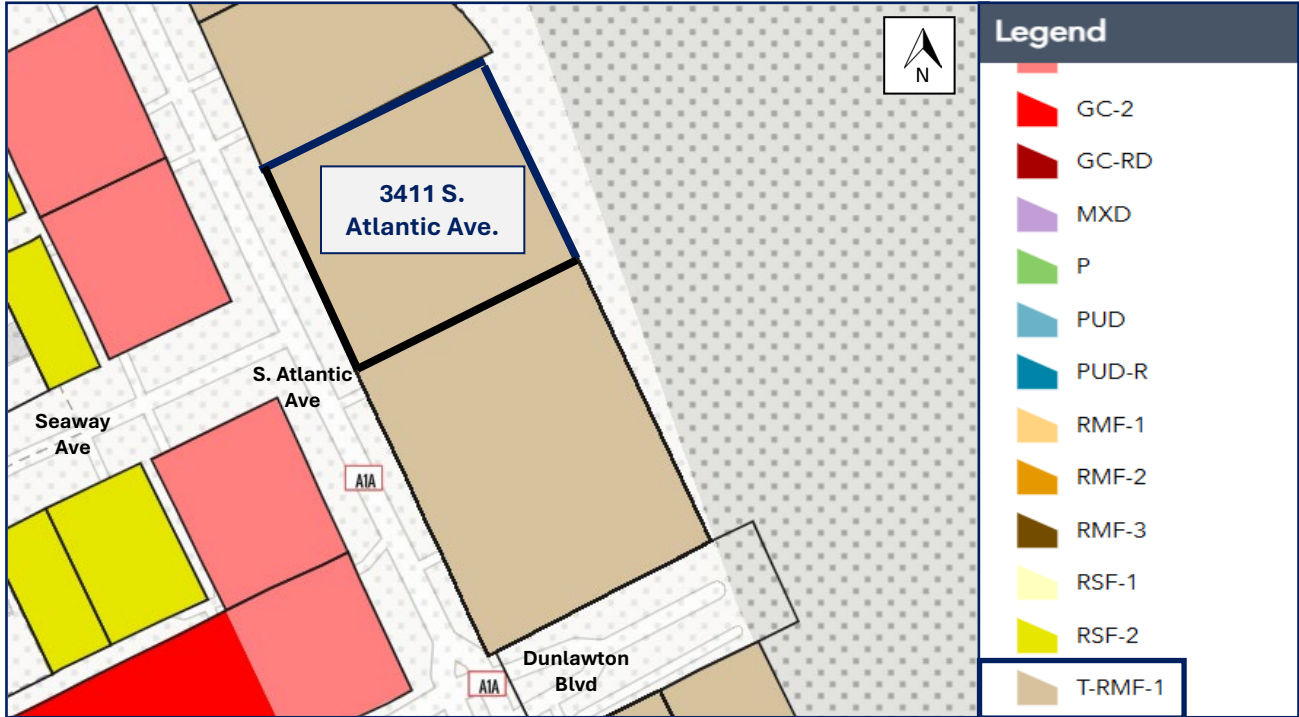 N
3411 S.
Atlantic Ave.
S. Atlantic
Ave
Seaway
Ave
A1A
Dunlawton
Blvd
A1A
Legend
GC-2
GC-RD
MXD
P
PUD
PUD-R
RMF-1
RMF-2
RMF-3
RSF-1
RSF-2
T-RMF-1